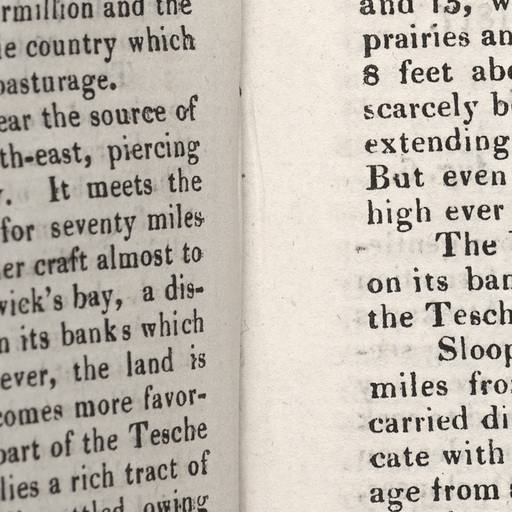 rmillion and the
e country which
pasturage.
ear the source of
th-east, piercing
It meets the
for seventy miles
er craft almost to
wick's bay, a dis-
n its banks which
ever, the land is
comes more favor-
part of the Tesche
lies a rich tract of
owing
and 15, w
prairies an
8 feet abo
scarcely b
extending
But even
high ever
The
on its ban
the Tesch
Sloop
miles fro
carried di
cate with
age from